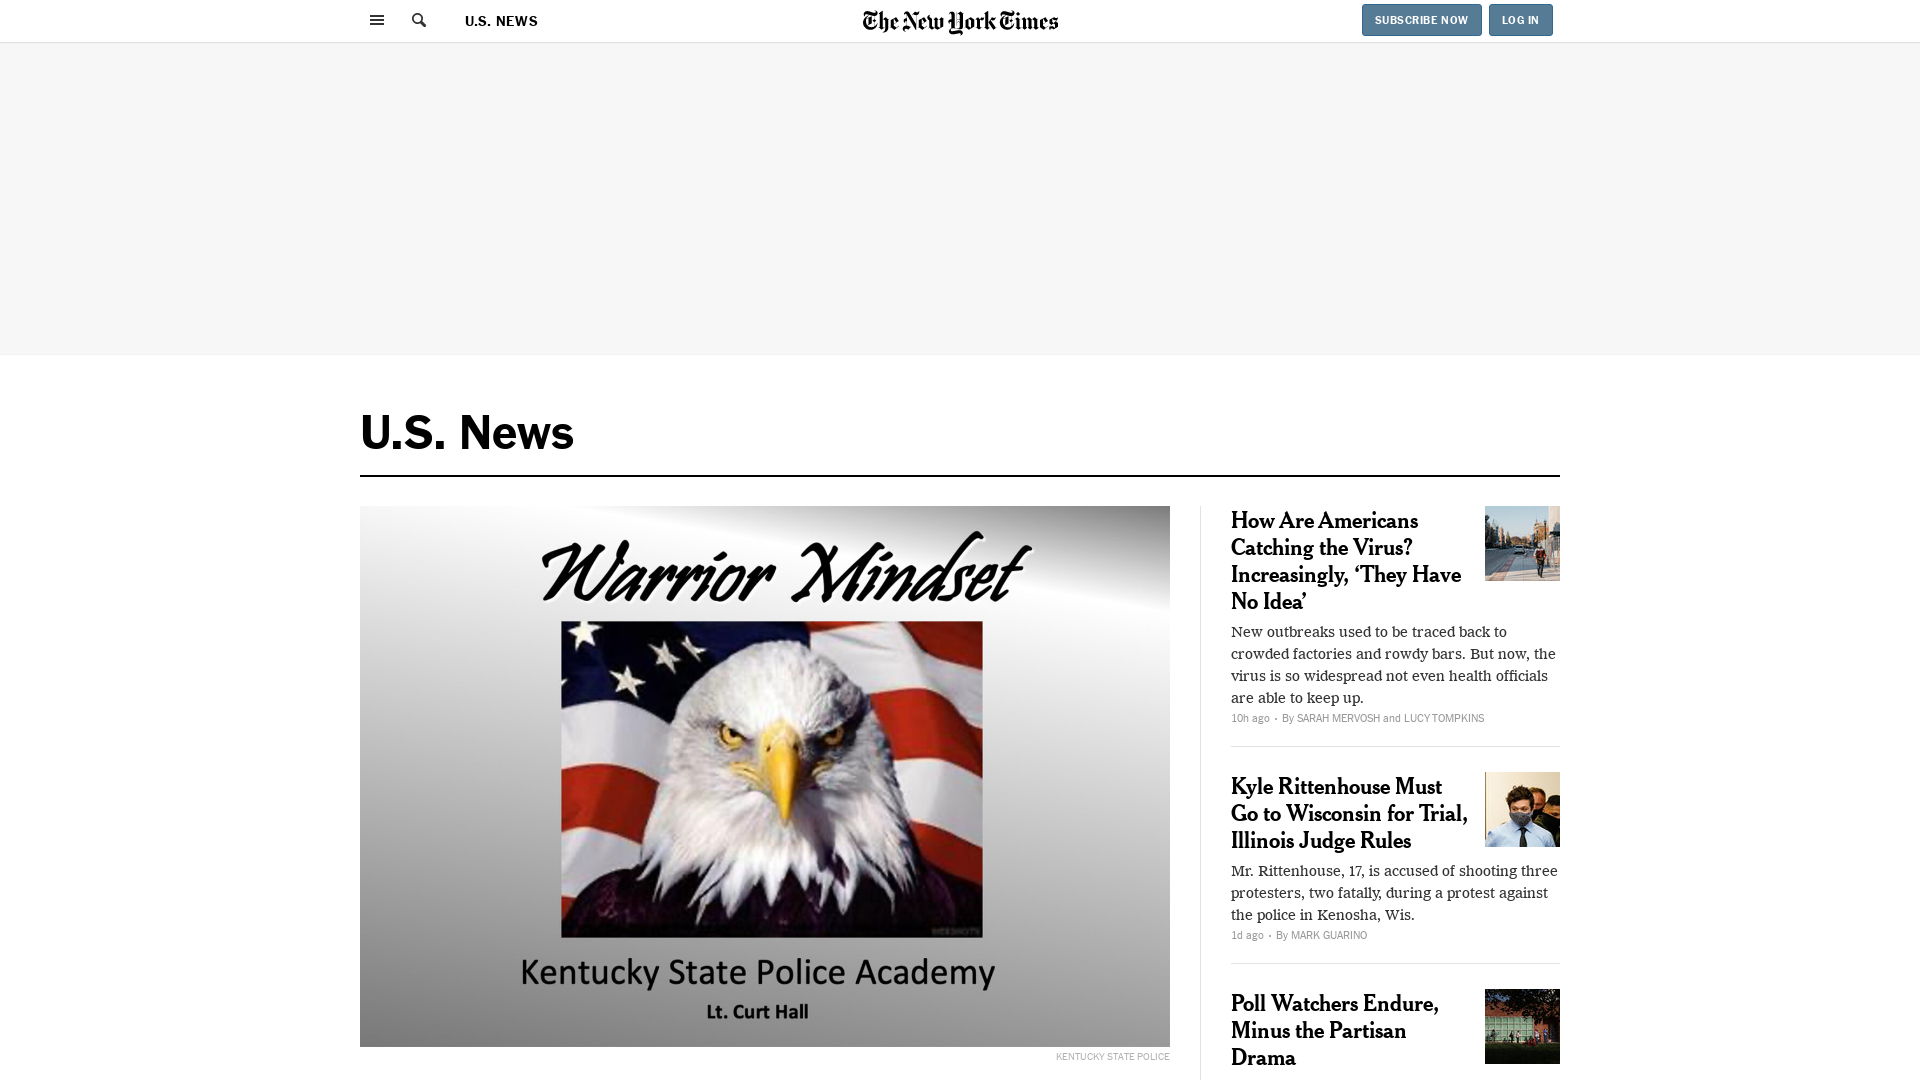 U.S. NEWS
The New York Times
SUBSCRIBE NOW
LOG IN
U.S. News
Warrior Mindset
Kentucky State Police Academy
Lt. Curt Hall
KENTUCKY STATE POLICE
How Are Americans
Catching the Virus?
Increasingly, ‘They Have
No Idea’
New outbreaks used to be traced back to
crowded factories and rowdy bars. But now, the
virus is so widespread not even health officials
are able to keep up.
10h ago • By SARAH MERVOSH and LUCY TOMPKINS
Kyle Rittenhouse Must
Go to Wisconsin for Trial,
Illinois Judge Rules
Mr. Rittenhouse, 17, is accused of shooting three
protesters, two fatally, during a protest against
the police in Kenosha, Wis.
1d ago • By MARK GUARINO
Poll Watchers Endure,
Minus the Partisan
Drama